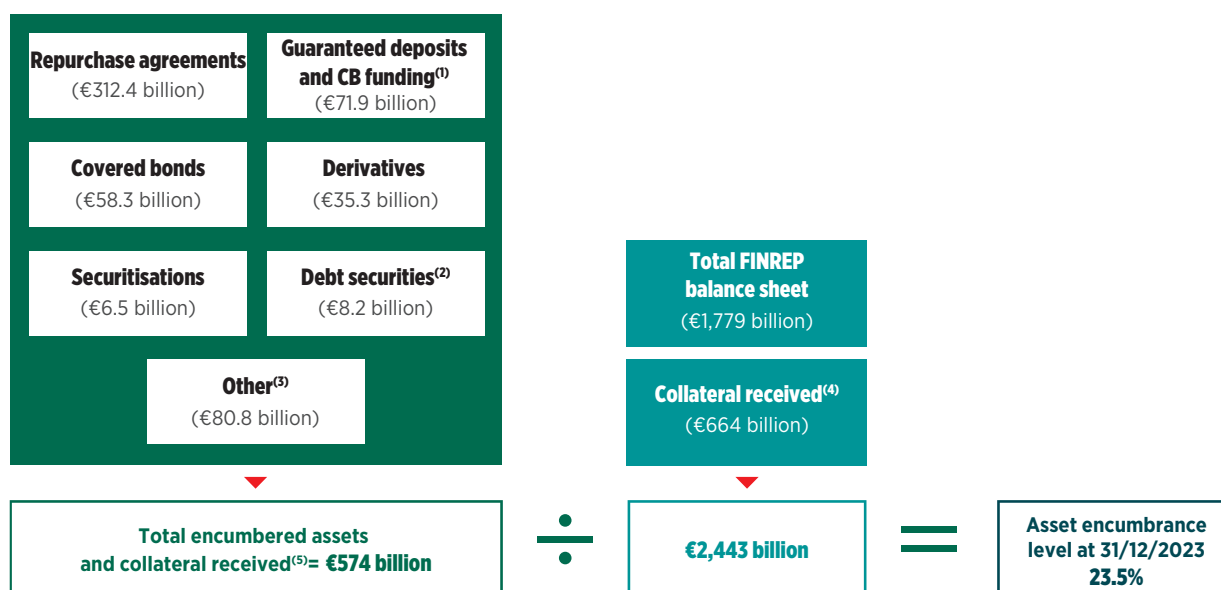 Repurchase agreements
(€312.4 billion)
Guaranteed deposits
and CB funding(1)
(€71.9 billion)
Covered bonds
(€58.3 billion)
Derivatives
(€35.3 billion)
Securitisations
(€6.5 billion)
Debt securities(2)
(€8.2 billion)
Other(3)
(€80.8 billion)
Total FINREP
balance sheet
(€1,779 billion)
Collateral received(4)
(€664 billion)
Total encumbered assets
and collateral received(5)= €574 billion
÷
€2,443 billion
=
Asset encumbrance
level at 31/12/2023
23.5%